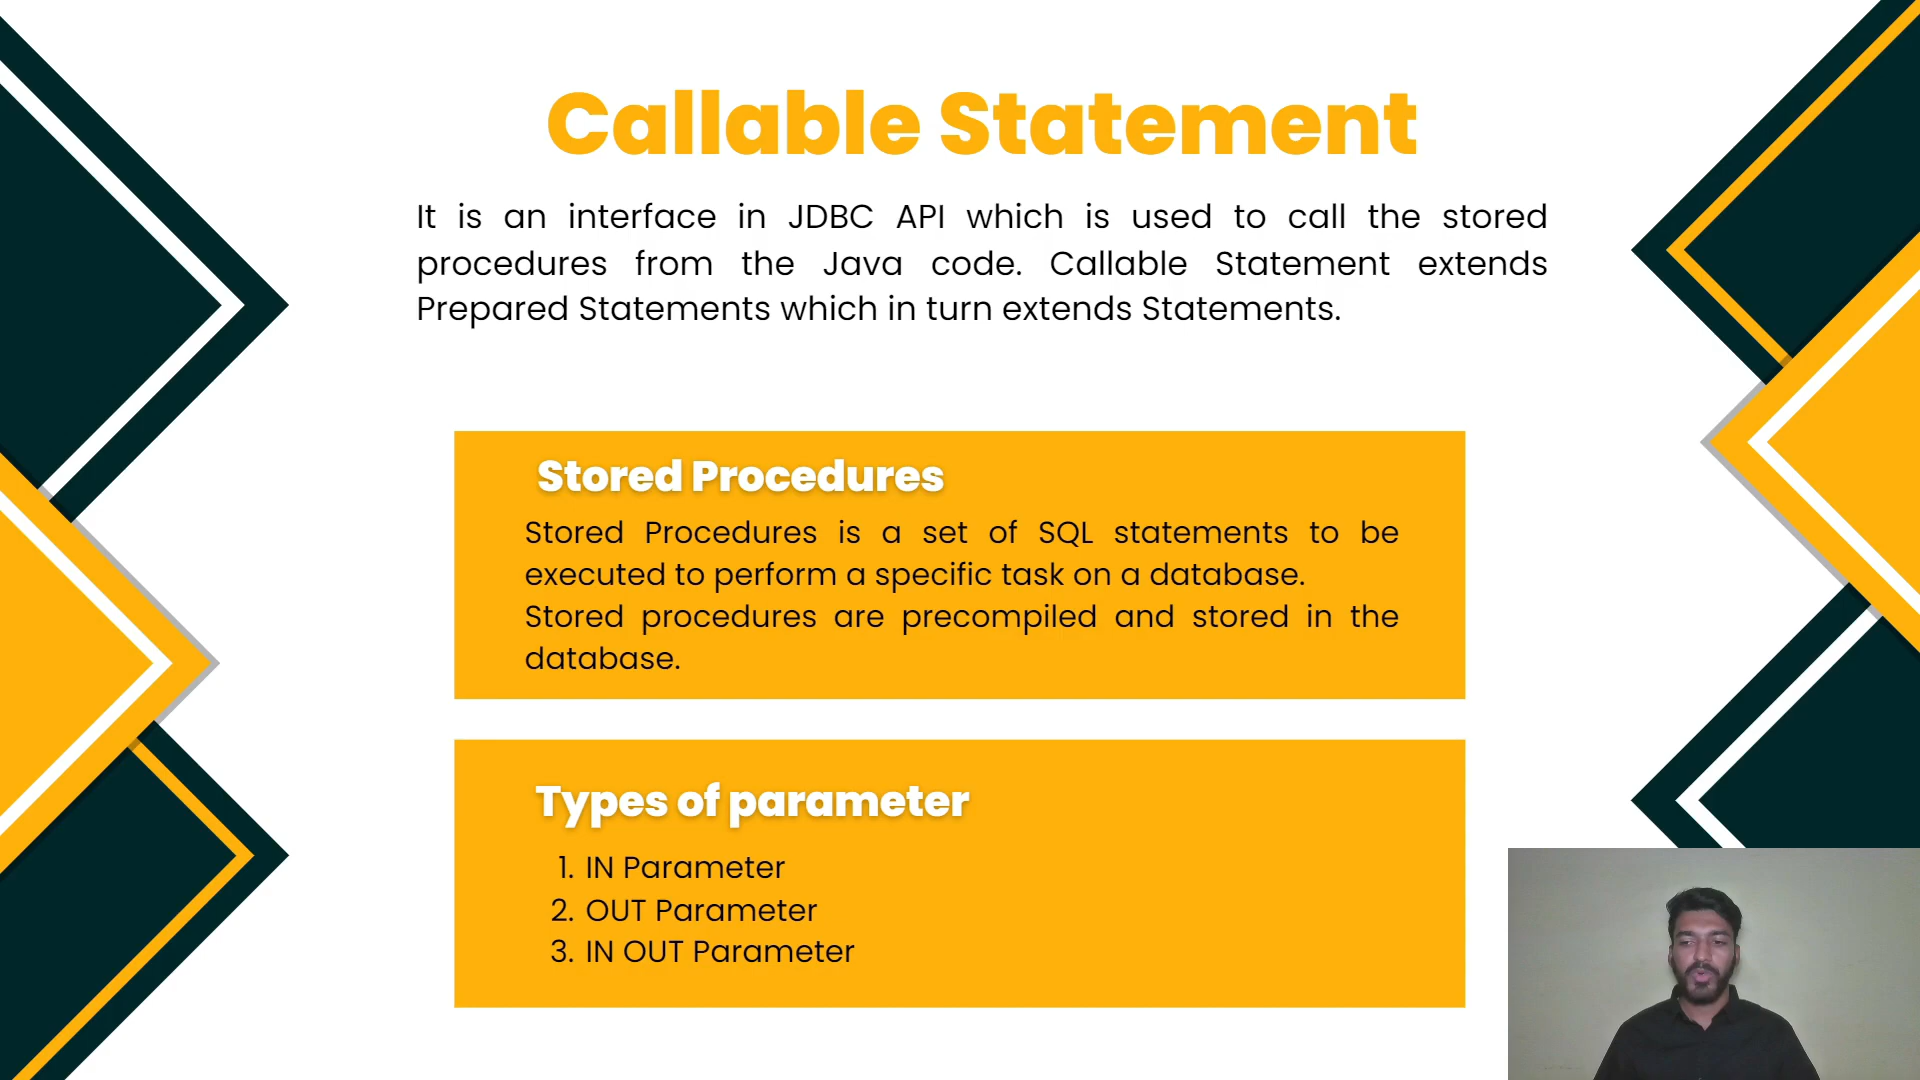 Callable Statement
It is an interface in JDBC API which is used to call the stored
procedures from the Java code. Callable Statement extends
Prepared Statements which in turn extends Statements.
Stored Procedures
Stored Procedures is a set of SQL statements to be
executed to perform a specific task on a database.
Stored procedures are precompiled and stored in the
database.
Types of parameter
1. IN Parameter
2. OUT Parameter
3. IN OUT Parameter